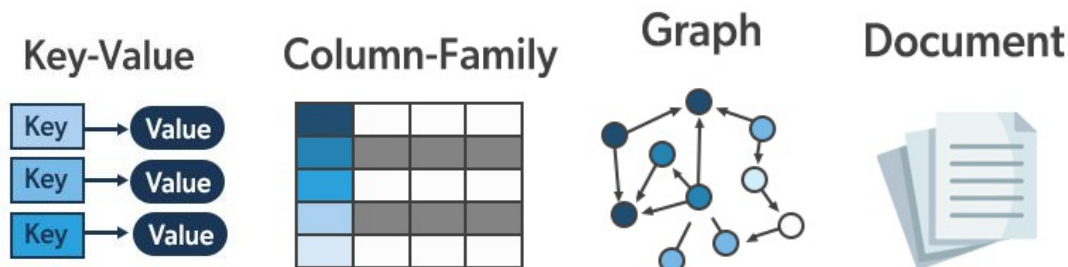 Key-Value
Column-Family
Graph
Document
Key
Value
Key
Value
Key
Value